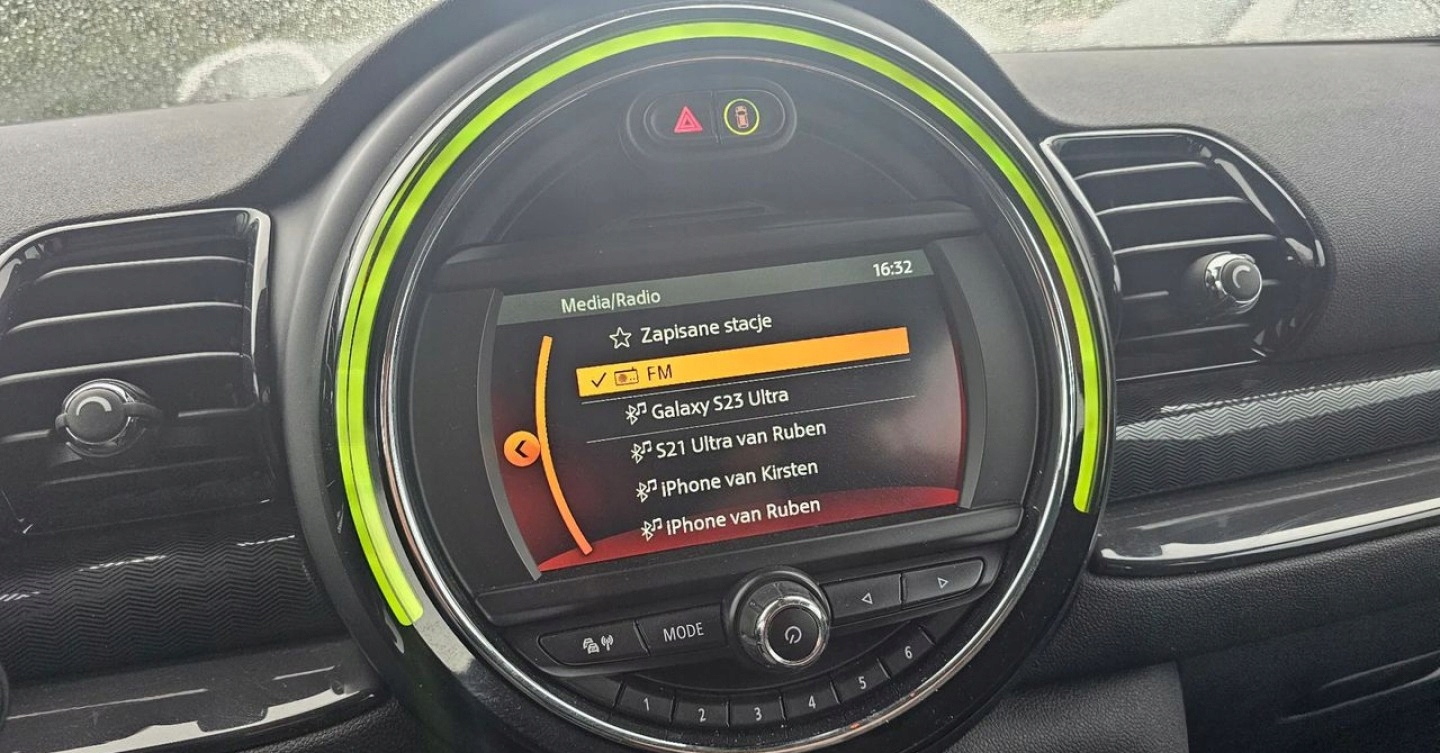 16:32
Media/Radio
Zapisane stacje
FM
Galaxy S23 Ultra
S21 Ultra van Ruben
iPhone van Kirsten
iPhone van Ruben
MODE
1 2 3 4 5 6